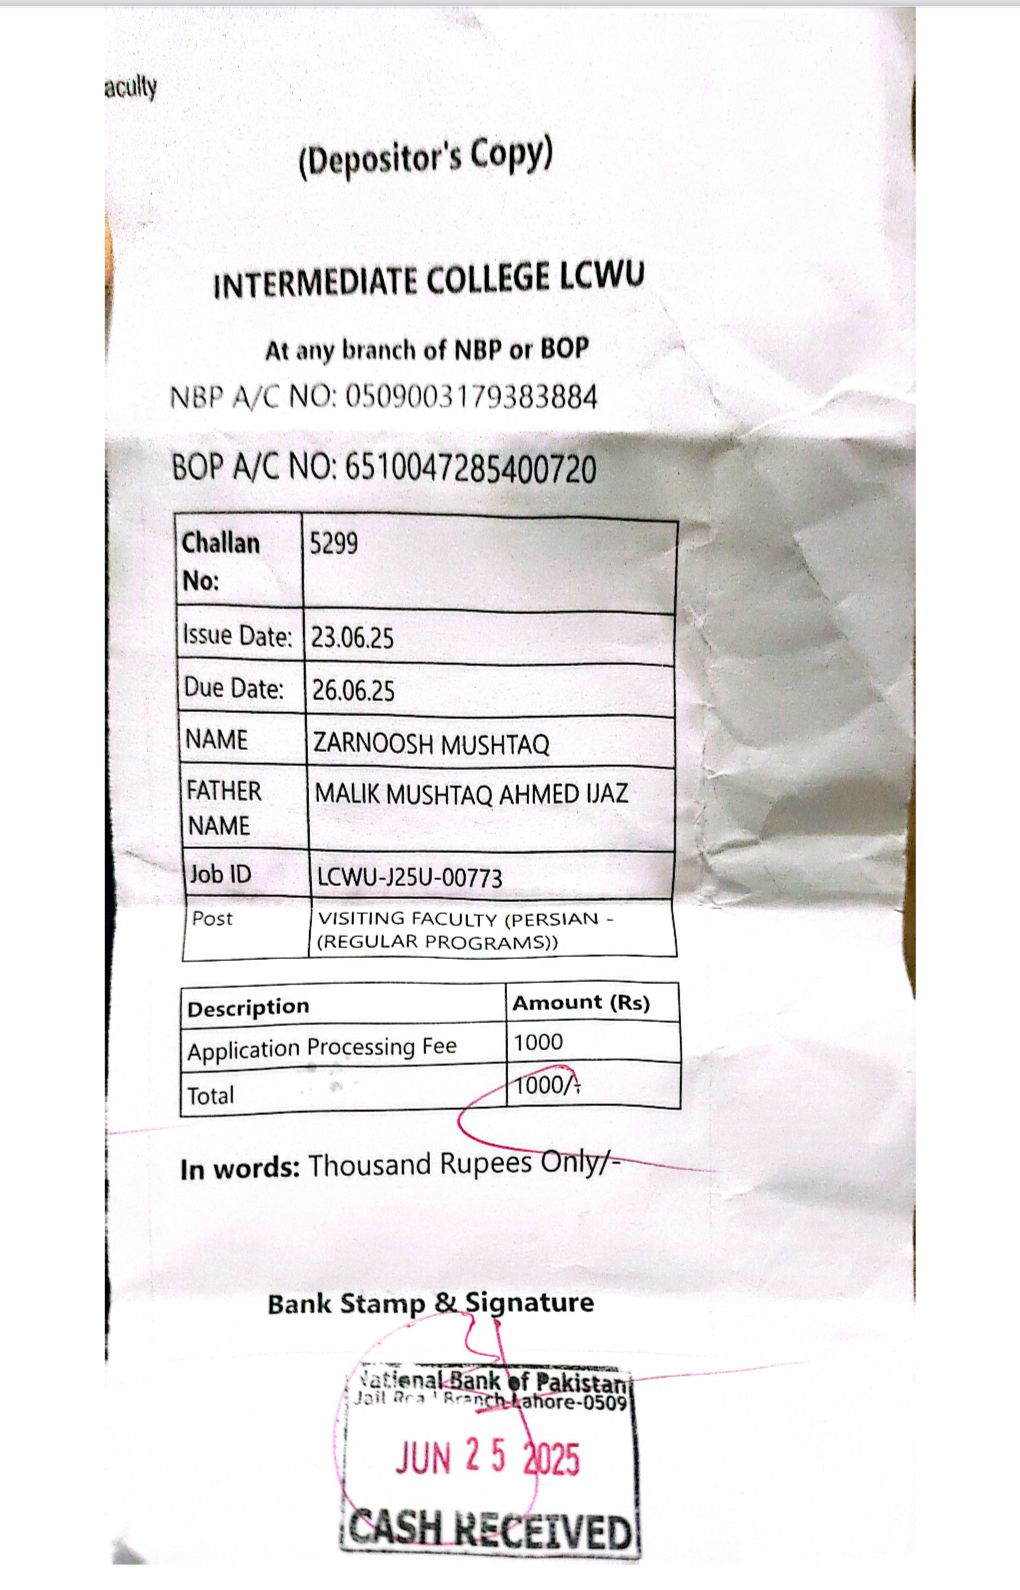 aculty
(Depositor's Copy)
INTERMEDIATE COLLEGE LCWU
At any branch of NBP or BOP
NBP A/C NO: 0509003179383884
BOP A/C NO: 6510047285400720
Challan No: 5299
Issue Date: 23.06.25
Due Date: 26.06.25
NAME ZARNOOSH MUSHTAQ
FATHER NAME MALIK MUSHTAQ AHMED IJAZ
Job ID LCWU-J25U-00773
Post VISITING FACULTY (PERSIAN -
(REGULAR PROGRAMS))
Description Amount (Rs)
Application Processing Fee 1000
Total 1000/-
In words: Thousand Rupees Only/-
Bank Stamp & Signature
National Bank of Pakistan
Jail Road Branch Lahore-0509
JUN 25 2025
CASH RECEIVED